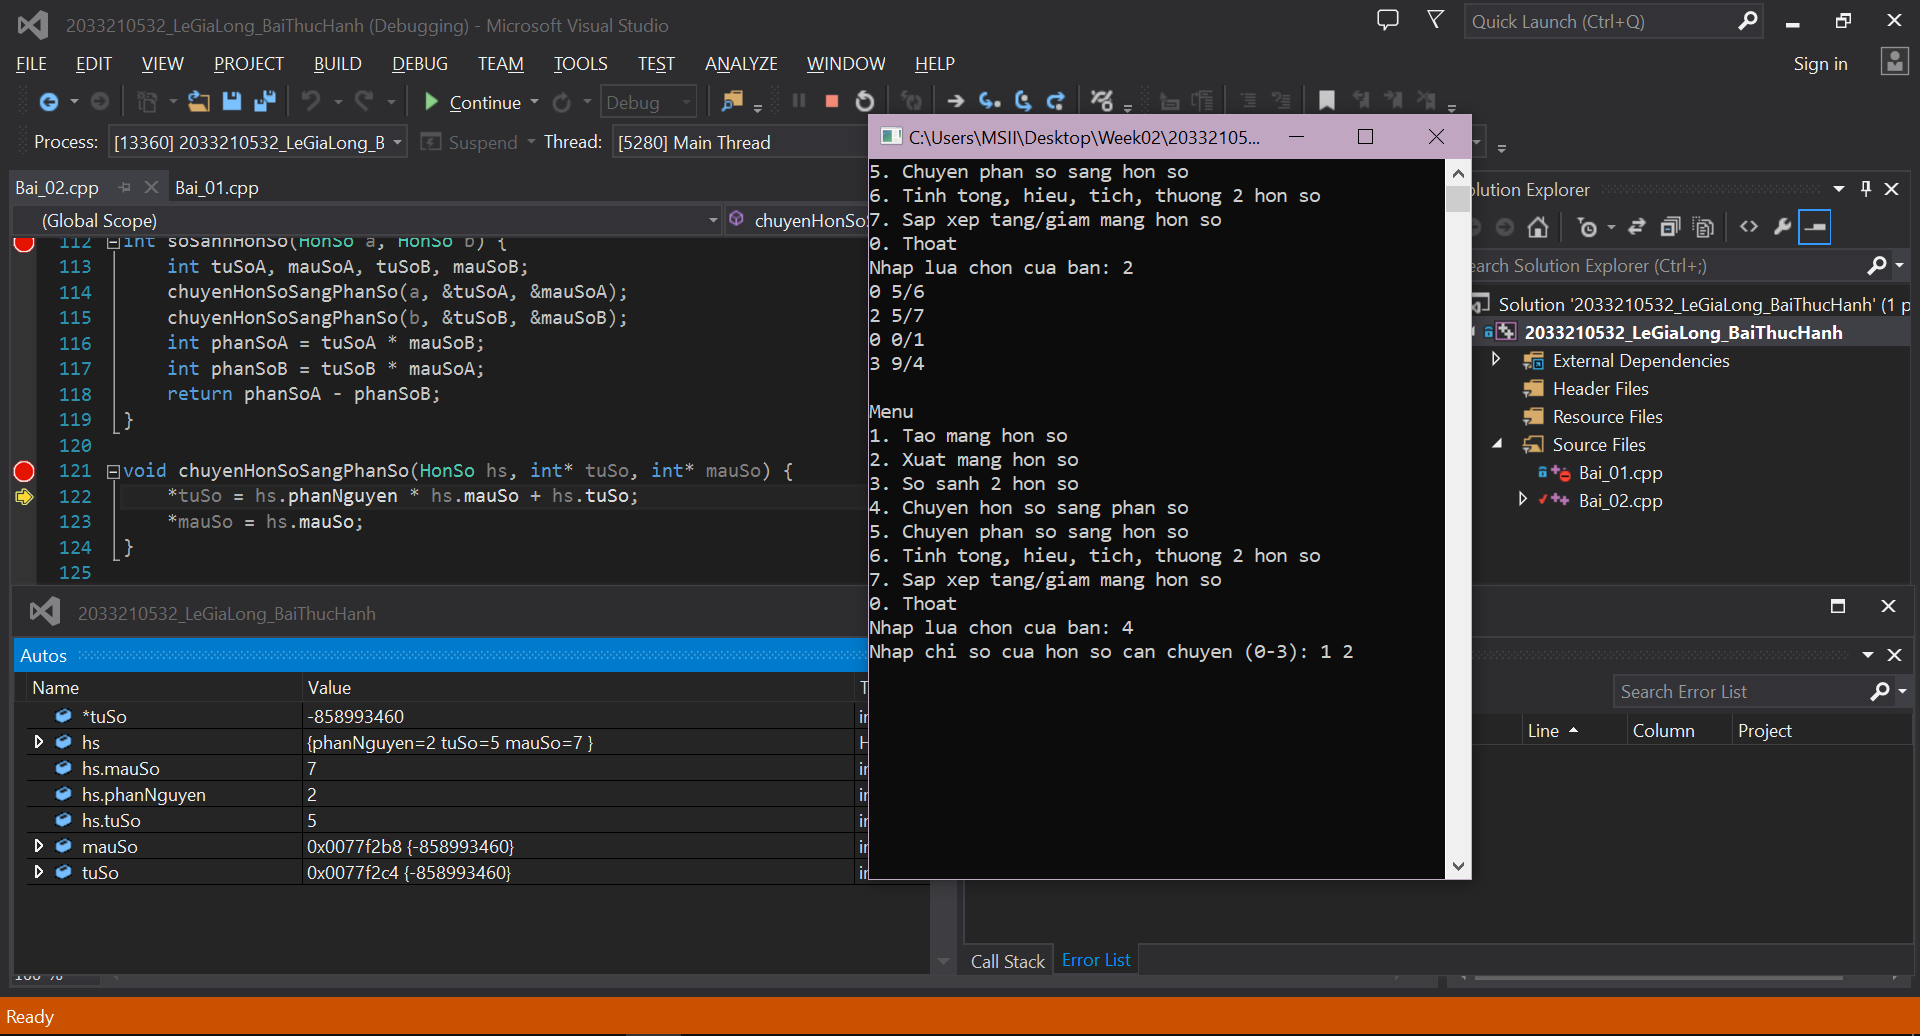 2033210532_LeGiaLong_BaiThucHanh (Debugging) - Microsoft Visual Studio
Quick Launch (Ctrl+Q)
FILE EDIT VIEW PROJECT BUILD DEBUG TEAM TOOLS TEST ANALYZE WINDOW HELP
Sign in
Continue Debug
Process: [13360] 2033210532_LeGiaLong_B Suspend Thread: [5280] Main Thread
Bai_02.cpp Bai_01.cpp
(Global Scope) chuyenHonSo
112 int soSanhHonSo(HonSo a, HonSo b) {
113 int tuSoA, mauSoA, tuSoB, mauSoB;
114 chuyenHonSoSangPhanSo(a, &tuSoA, &mauSoA);
115 chuyenHonSoSangPhanSo(b, &tuSoB, &mauSoB);
116 int phanSoA = tuSoA * mauSoB;
117 int phanSoB = tuSoB * mauSoA;
118 return phanSoA - phanSoB;
119 }
120
121 void chuyenHonSoSangPhanSo(HonSo hs, int* tuSo, int* mauSo) {
122 *tuSo = hs.phanNguyen * hs.mauSo + hs.tuSo;
123 *mauSo = hs.mauSo;
124 }
125
2033210532_LeGiaLong_BaiThucHanh
Autos
Name Value T
*tuSo -858993460 in
hs {phanNguyen=2 tuSo=5 mauSo=7 } H
hs.mauSo 7 in
hs.phanNguyen 2 in
hs.tuSo 5 in
mauSo 0x0077f2b8 {-858993460} in
tuSo 0x0077f2c4 {-858993460} in
C:\Users\MSII\Desktop\Week02\20332105...
5. Chuyen phan so sang hon so
6. Tinh tong, hieu, tich, thuong 2 hon so
7. Sap xep tang/giam mang hon so
0. Thoat
Nhap lua chon cua ban: 2
0 5/6
2 5/7
0 0/1
3 9/4
Menu
1. Tao mang hon so
2. Xuat mang hon so
3. So sanh 2 hon so
4. Chuyen hon so sang phan so
5. Chuyen phan so sang hon so
6. Tinh tong, hieu, tich, thuong 2 hon so
7. Sap xep tang/giam mang hon so
0. Thoat
Nhap lua chon cua ban: 4
Nhap chi so cua hon so can chuyen (0-3): 1 2
olution Explorer
earch Solution Explorer (Ctrl+;)
Solution '2033210532_LeGiaLong_BaiThucHanh' (1 p
2033210532_LeGiaLong_BaiThucHanh
External Dependencies
Header Files
Resource Files
Source Files
Bai_01.cpp
Bai_02.cpp
Search Error List
Line Column Project
Call Stack Error List
Ready